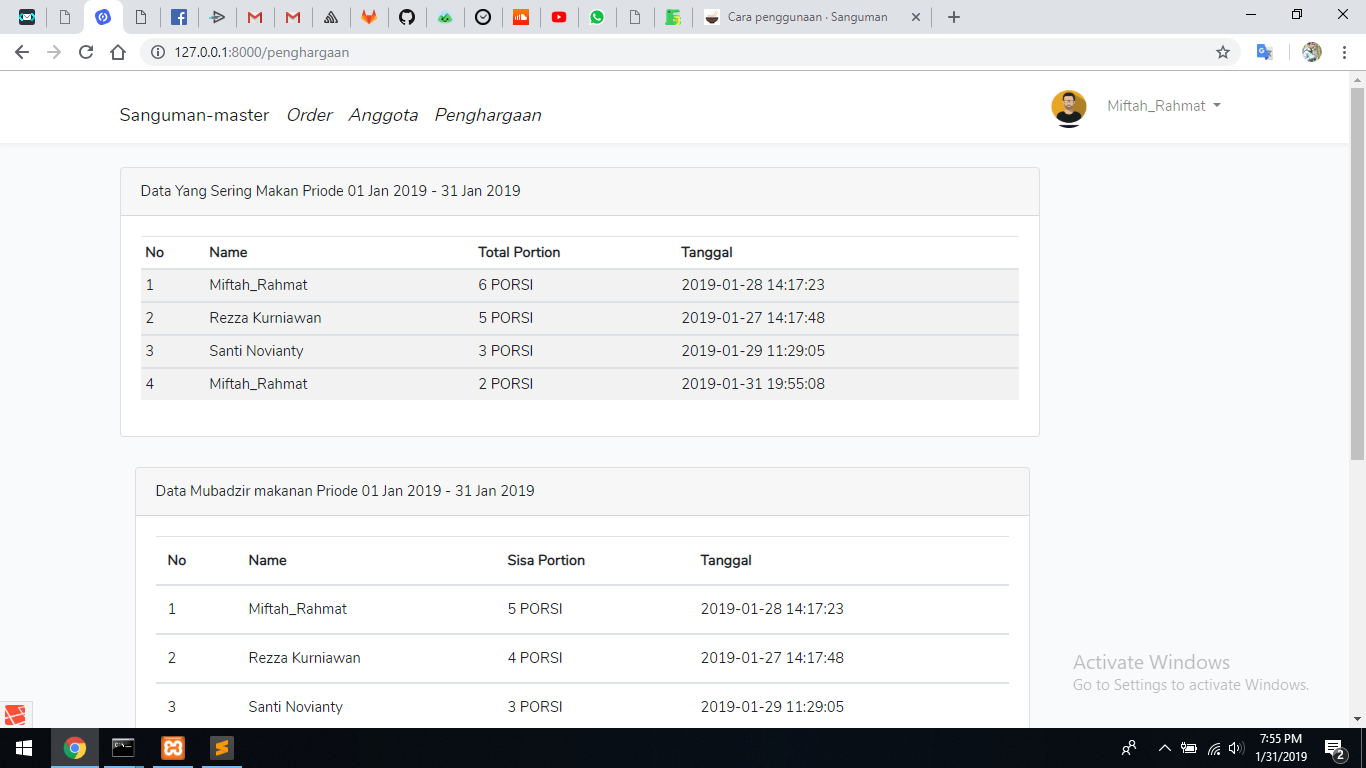 Cara penggunaan · Sanguman
127.0.0.1:8000/penghargaan
Sanguman-master Order Anggota Penghargaan Miftah_Rahmat
Data Yang Sering Makan Priode 01 Jan 2019 - 31 Jan 2019
No Name Total Portion Tanggal
1 Miftah_Rahmat 6 PORSI 2019-01-28 14:17:23
2 Rezza Kurniawan 5 PORSI 2019-01-27 14:17:48
3 Santi Novianty 3 PORSI 2019-01-29 11:29:05
4 Miftah_Rahmat 2 PORSI 2019-01-31 19:55:08
Data Mubadzir makanan Priode 01 Jan 2019 - 31 Jan 2019
No Name Sisa Portion Tanggal
1 Miftah_Rahmat 5 PORSI 2019-01-28 14:17:23
2 Rezza Kurniawan 4 PORSI 2019-01-27 14:17:48
3 Santi Novianty 3 PORSI 2019-01-29 11:29:05
Activate Windows
Go to Settings to activate Windows.
7:55 PM
1/31/2019
2